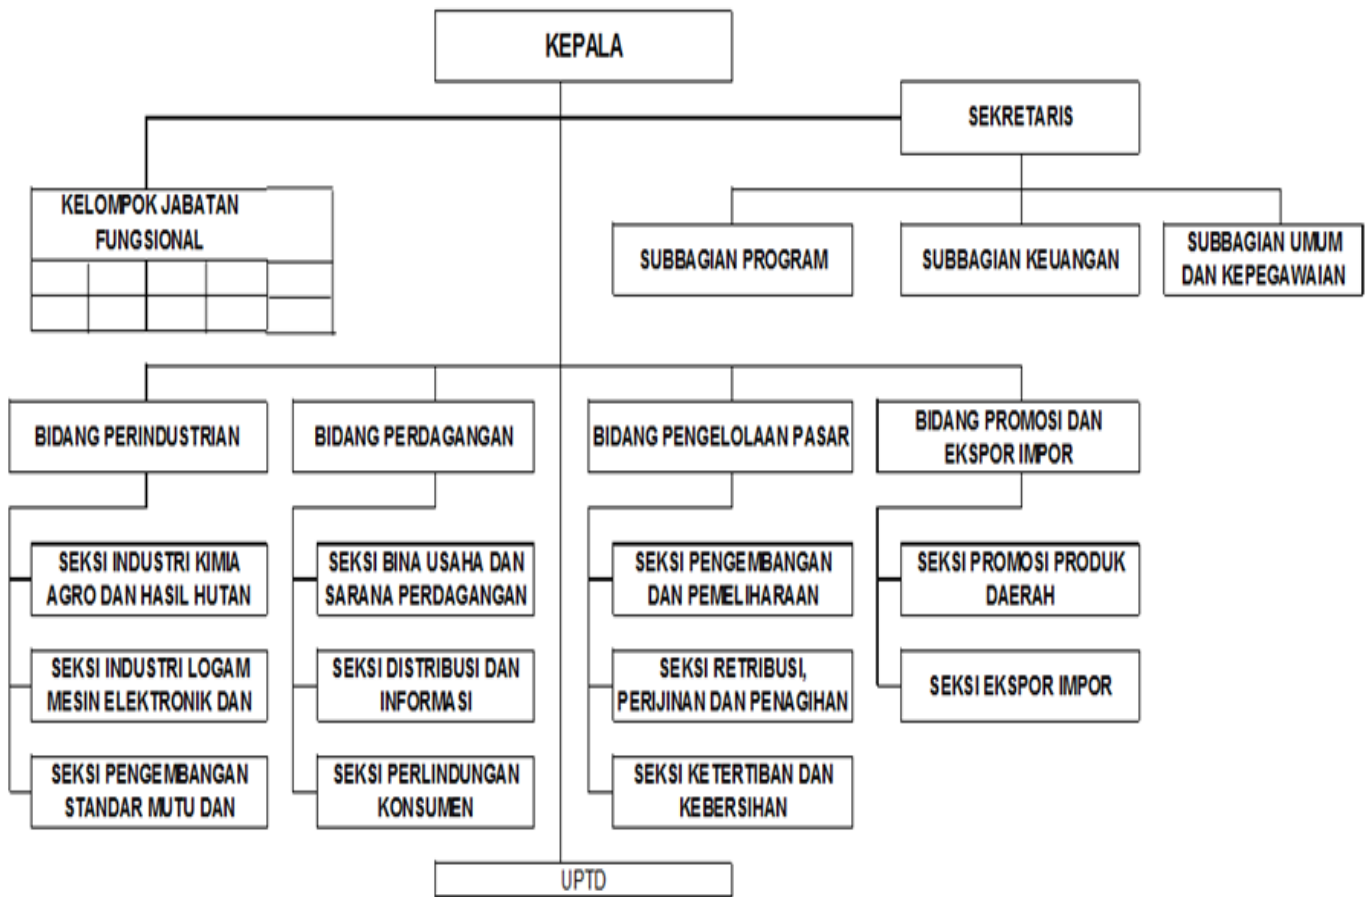 KEPALA
SEKRETARIS
KELOMPOK JABATAN
FUNGSIONAL
SUBBAGIAN PROGRAM
SUBBAGIAN KEUANGAN
SUBBAGIAN UMUM
DAN KEPEGAWAIAN
BIDANG PERINDUSTRIAN
BIDANG PERDAGANGAN
BIDANG PENGELOLAAN PASAR
BIDANG PROMOSI DAN
EKSPOR IMPOR
SEKSI INDUSTRI KIMIA
AGRO DAN HASIL HUTAN
SEKSI BINA USAHA DAN
SARANA PERDAGANGAN
SEKSI PENGEMBANGAN
DAN PEMELIHARAAN
SEKSI PROMOSI PRODUK
DAERAH
SEKSI INDUSTRI LOGAM
MESIN ELEKTRONIK DAN
SEKSI DISTRIBUSI DAN
INFORMASI
SEKSI RETRIBUSI,
PERIJINAN DAN PENAGIHAN
SEKSI EKSPOR IMPOR
SEKSI PENGEMBANGAN
STANDAR MUTU DAN
SEKSI PERLINDUNGAN
KONSUMEN
SEKSI KETERTIBAN DAN
KEBERSIHAN
UPTD